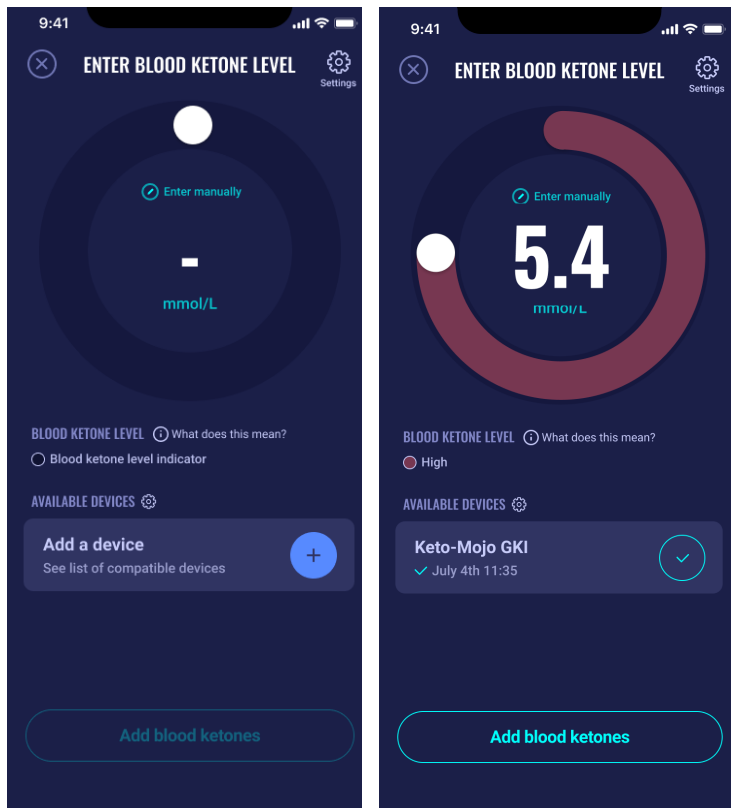 9:41
ENTER BLOOD KETONE LEVEL
Settings
Enter manually
-
mmol/L
BLOOD KETONE LEVEL What does this mean?
Blood ketone level indicator
AVAILABLE DEVICES
Add a device
See list of compatible devices
Add blood ketones
9:41
ENTER BLOOD KETONE LEVEL
Settings
Enter manually
5.4
mmol/L
BLOOD KETONE LEVEL What does this mean?
High
AVAILABLE DEVICES
Keto-Mojo GKI
July 4th 11:35
Add blood ketones